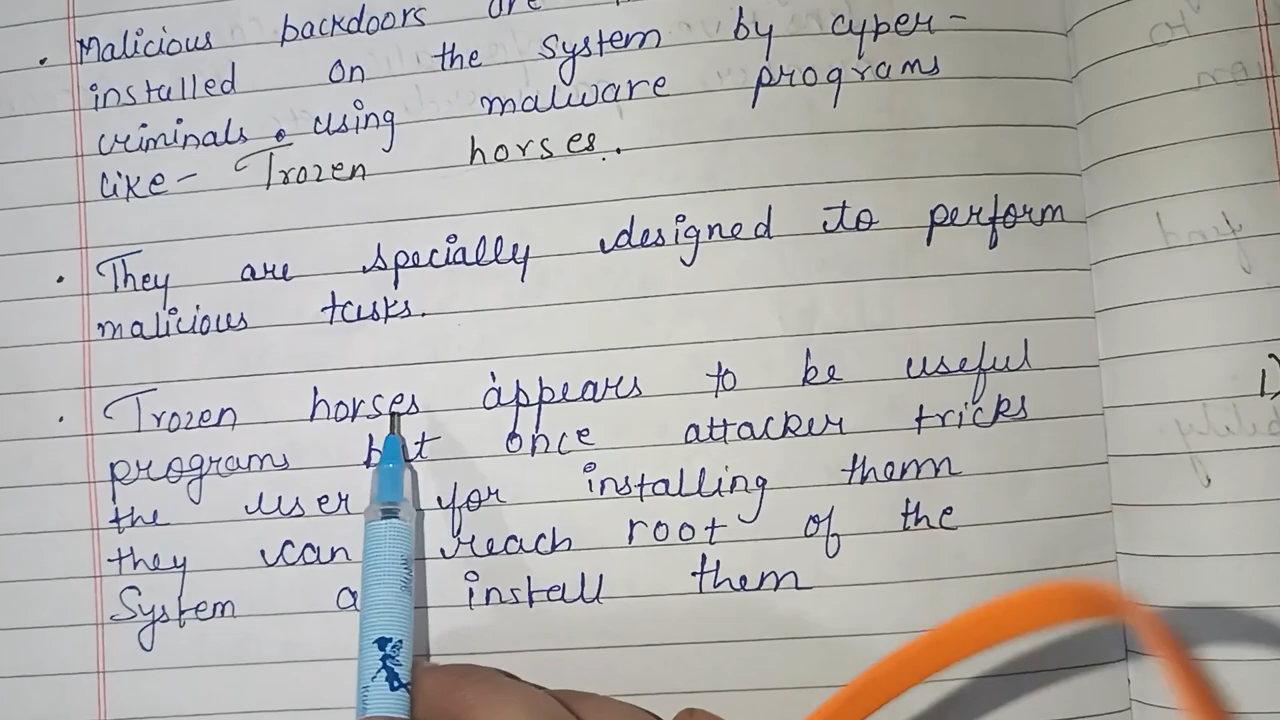 • Malicious backdoors are
installed on the system by cyber-
criminals using malware programs
like- Trozen horses.
• They are specially designed to perform
malicious tasks.
• Trozen horses appears to be useful
programs but once attacker tricks
the user for installing them
they can reach root of the
System a install them